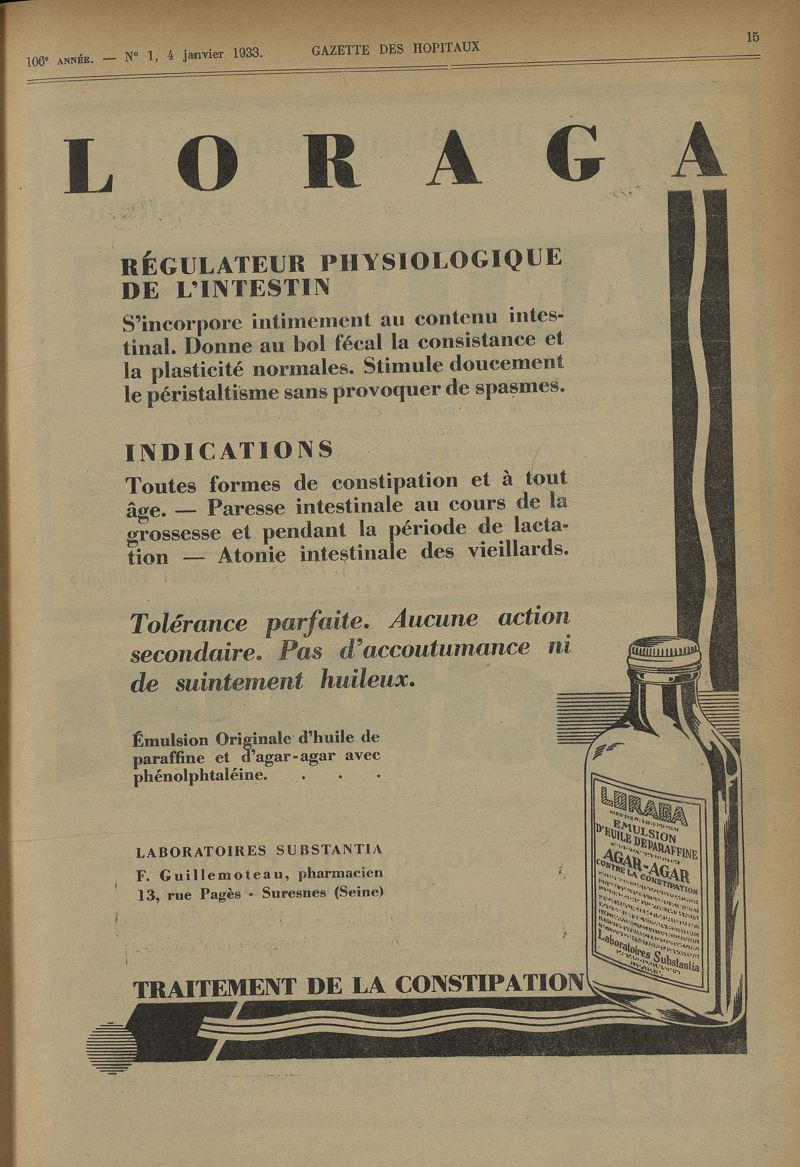 106e ANNÉE. — N° 1, 4 janvier 1933.
GAZETTE DES HOPITAUX
15
LORAGA
RÉGULATEUR PHYSIOLOGIQUE
DE L'INTESTIN
S'incorpore intimement au contenu intes-
tinal. Donne au bol fécal la consistance et
la plasticité normales. Stimule doucement
le péristaltisme sans provoquer de spasmes.
INDICATIONS
Toutes formes de constipation et à tout
âge. — Paresse intestinale au cours de la
grossesse et pendant la période de lacta-
tion — Atonie intestinale des vieillards.
Tolérance parfaite. Aucune action
secondaire. Pas d'accoutumance ni
de suintement huileux.
Émulsion Originale d'huile de
paraffine et d'agar-agar avec
phénolphtaléine. . . .
LABORATOIRES SUBSTANTIA
F. Guillemoteau, pharmacien
13, rue Pagès - Suresnes (Seine)
LORAGA
EMULSION
D'HUILE DE PARAFFINE
AGAR-AGAR
CONTRE LA CONSTIPATION
Laboratoires Substantia
TRAITEMENT DE LA CONSTIPATION